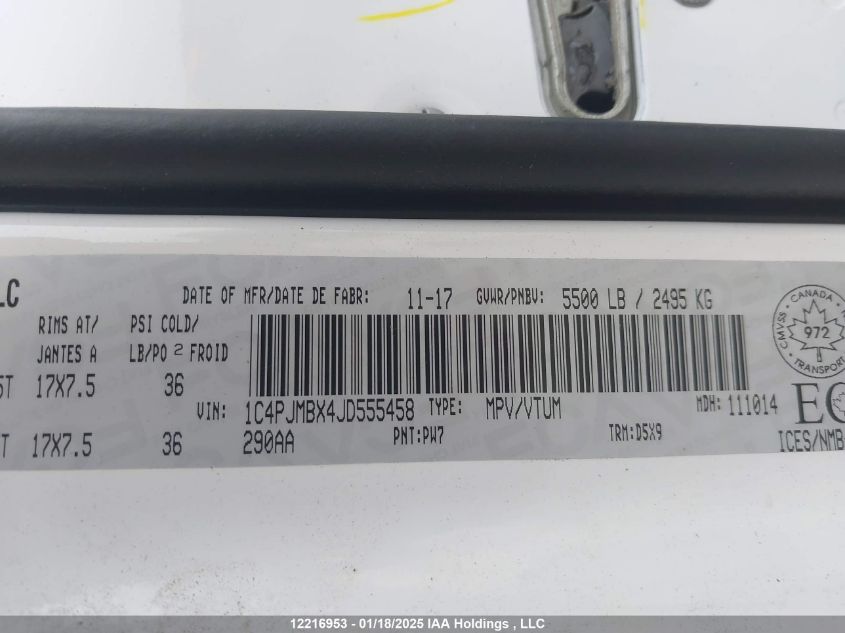 LC
DATE OF MFR/DATE DE FABR: 11-17 GVWR/PNBV: 5500 LB / 2495 KG
RIMS AT/ PSI COLD/
JANTES A LB/PO 2 FROID
5T 17X7.5 36
VIN: 1C4PJMBX4JD555458 TYPE: MPV/VTUM MDH: 111014
T 17X7.5 36 290AA PNT:PW7 TRM:D5X9
CANADA
CMVSS
972
TRANSPORT
EC
ICES/NMB
12216953 - 01/18/2025 IAA Holdings , LLC